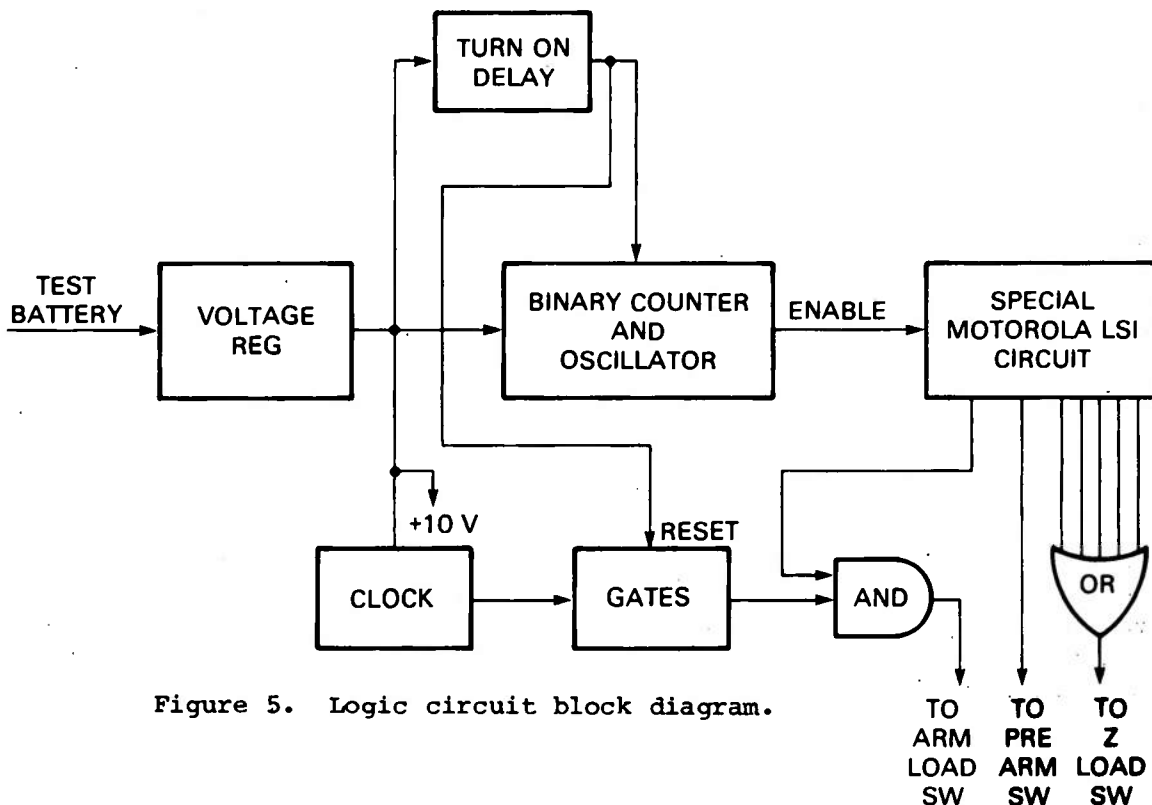 TURN ON
DELAY
TEST
BATTERY
VOLTAGE
REG
BINARY COUNTER
AND
OSCILLATOR
ENABLE
SPECIAL
MOTOROLA LSI
CIRCUIT
+10 V
RESET
CLOCK
GATES
AND
OR
Figure 5. Logic circuit block diagram.
TO
ARM
LOAD
SW
TO
PRE
ARM
SW
TO
Z
LOAD
SW